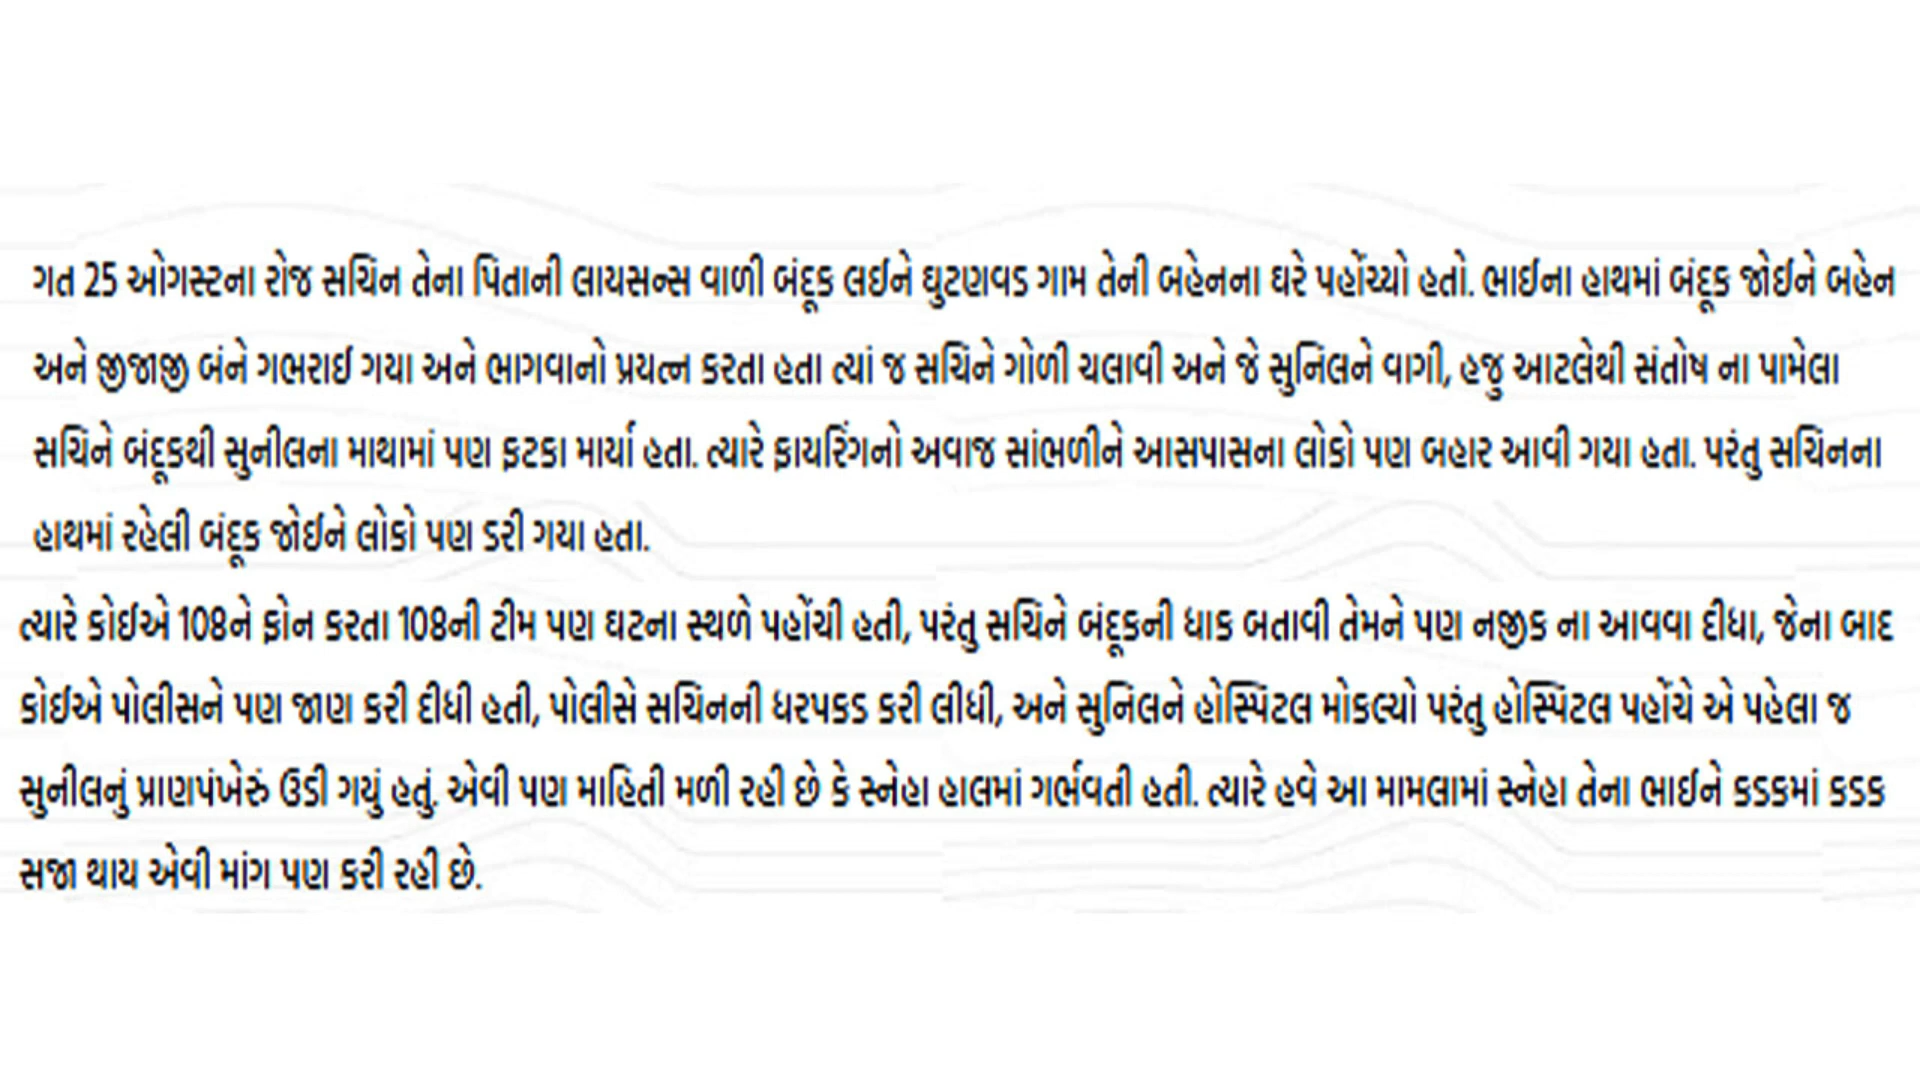 ગત 25 ઓગસ્ટના રોજ સચિન તેના પિતાની લાયસન્સ વાળી બંદૂક લઈને ઘુટણવડ ગામ તેની બહેનના ઘરે પહોંચ્યો હતો. ભાઈના હાથમાં બંદૂક જોઈને બહેન
અને જીજાજી બંને ગભરાઈ ગયા અને ભાગવાનો પ્રયત્ન કરતા હતા ત્યાં જ સચિને ગોળી ચલાવી અને જે સુનિલને વાગી, હજુ આટલેથી સંતોષ ના પામેલા
સચિને બંદૂકથી સુનીલના માથામાં પણ ફટકા માર્યા હતા. ત્યારે ફાયરિંગનો અવાજ સાંભળીને આસપાસના લોકો પણ બહાર આવી ગયા હતા. પરંતુ સચિનના
હાથમાં રહેલી બંદૂક જોઈને લોકો પણ ડરી ગયા હતા.
ત્યારે કોઈએ 108ને ફોન કરતા 108ની ટીમ પણ ઘટના સ્થળે પહોંચી હતી, પરંતુ સચિને બંદૂકની ધાક બતાવી તેમને પણ નજીક ના આવવા દીધા, જેના બાદ
કોઈએ પોલીસને પણ જાણ કરી દીધી હતી, પોલીસે સચિનની ધરપકડ કરી લીધી, અને સુનિલને હોસ્પિટલ મોકલ્યો પરંતુ હોસ્પિટલ પહોંચે એ પહેલા જ
સુનીલનું પ્રાણપંખેરું ઉડી ગયું હતું. એવી પણ માહિતી મળી રહી છે કે સ્નેહા હાલમાં ગર્ભવતી હતી. ત્યારે હવે આ મામલામાં સ્નેહા તેના ભાઈને કડકમાં કડક
સજા થાય એવી માંગ પણ કરી રહી છે.